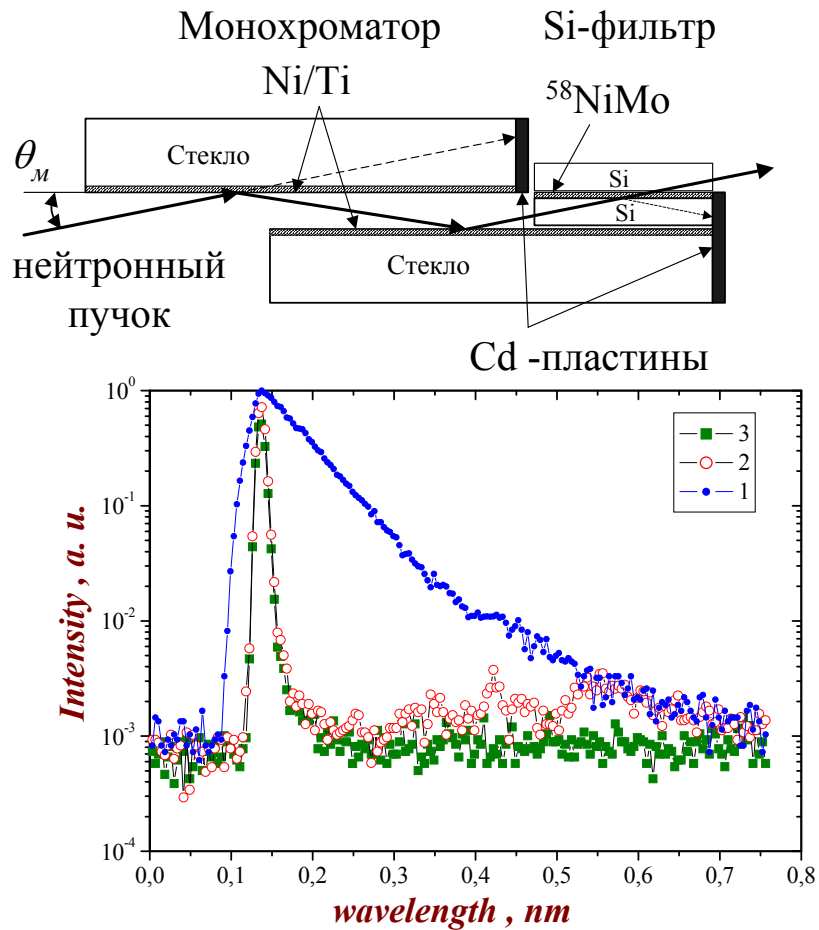 Монохроматор Si-фильтр
Ni/Ti
⁵⁸NiMo
θм
Стекло
Si
Si
нейтронный
пучок
Стекло
Cd -пластины
10⁰
10⁻¹
10⁻²
10⁻³
10⁻⁴
Intensity , a. u.
3
2
1
0,0 0,1 0,2 0,3 0,4 0,5 0,6 0,7 0,8
wavelength , nm